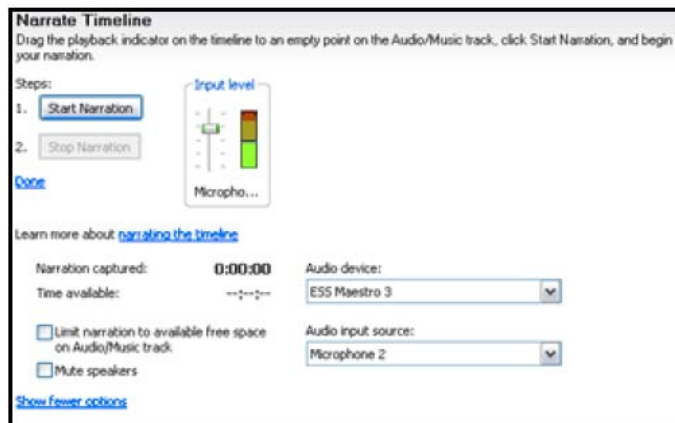 Narrate Timeline
Drag the playback indicator on the timeline to an empty point on the Audio/Music track, click Start Narration, and begin
your narration.
Steps:
Input level
1. Start Narration
2. Stop Narration
Done
Micropho...
Learn more about narrating the timeline
Narration captured: 0:00:00
Audio device:
Time available: --:--:--
ESS Maestro 3
Limit narration to available free space
on Audio/Music track
Audio input source:
Microphone 2
Mute speakers
Show fewer options